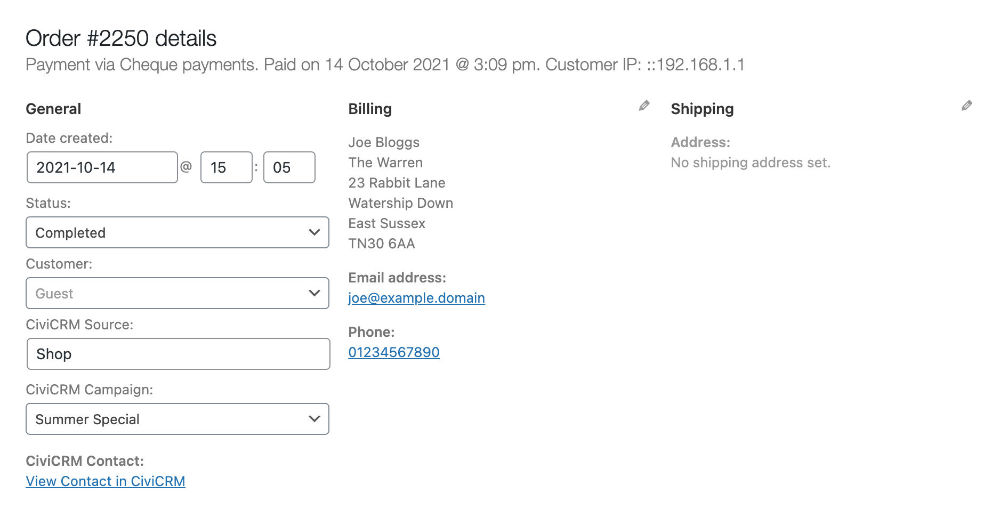 Order #2250 details
Payment via Cheque payments. Paid on 14 October 2021 @ 3:09 pm. Customer IP: ::192.168.1.1
General
Date created:
2021-10-14 @ 15 : 05
Status:
Completed
Customer:
Guest
CiviCRM Source:
Shop
CiviCRM Campaign:
Summer Special
CiviCRM Contact:
View Contact in CiviCRM
Billing
Joe Bloggs
The Warren
23 Rabbit Lane
Watership Down
East Sussex
TN30 6AA
Email address:
joe@example.domain
Phone:
01234567890
Shipping
Address:
No shipping address set.